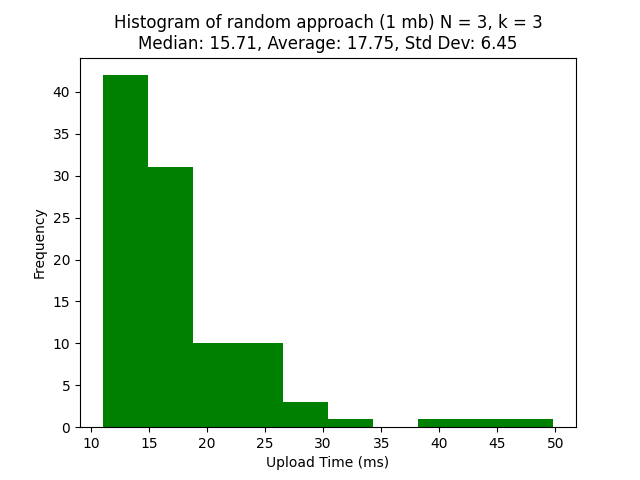 Histogram of random approach (1 mb) N = 3, k = 3
Median: 15.71, Average: 17.75, Std Dev: 6.45
Frequency
40
35
30
25
20
15
10
5
0
10 15 20 25 30 35 40 45 50
Upload Time (ms)